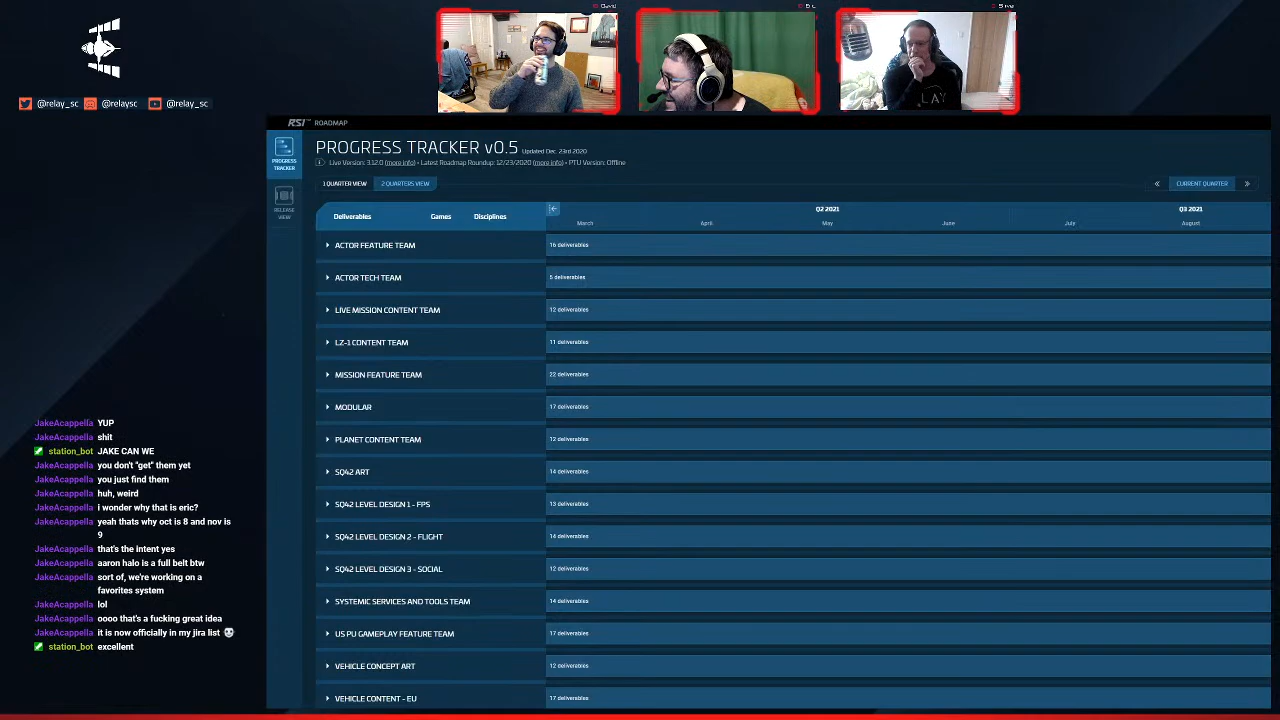 @relay_sc @relaysc @relay_sc
RSI ROADMAP
PROGRESS TRACKER
RELEASE VIEW
PROGRESS TRACKER v0.5 Updated Dec. 23rd 2020
Live Version: 3.12.0 (more info) • Latest Roadmap Roundup: 12/23/2020 (more info) • PTU Version: Offline
1 QUARTER VIEW 2 QUARTERS VIEW CURRENT QUARTER
Deliverables Games Disciplines
Q2 2021 Q3 2021
March April May June July August
ACTOR FEATURE TEAM 16 deliverables
ACTOR TECH TEAM 5 deliverables
LIVE MISSION CONTENT TEAM 12 deliverables
LZ-1 CONTENT TEAM 11 deliverables
MISSION FEATURE TEAM 22 deliverables
MODULAR 17 deliverables
PLANET CONTENT TEAM 12 deliverables
SQ42 ART 14 deliverables
SQ42 LEVEL DESIGN 1 - FPS 13 deliverables
SQ42 LEVEL DESIGN 2 - FLIGHT 14 deliverables
SQ42 LEVEL DESIGN 3 - SOCIAL 12 deliverables
SYSTEMIC SERVICES AND TOOLS TEAM 14 deliverables
US PU GAMEPLAY FEATURE TEAM 17 deliverables
VEHICLE CONCEPT ART 12 deliverables
VEHICLE CONTENT - EU 17 deliverables
JakeAcappella YUP
JakeAcappella shit
station_bot JAKE CAN WE
JakeAcappella you don't "get" them yet
JakeAcappella you just find them
JakeAcappella huh, weird
JakeAcappella i wonder why that is eric?
JakeAcappella yeah thats why oct is 8 and nov is
9
JakeAcappella that's the intent yes
JakeAcappella aaron halo is a full belt btw
JakeAcappella sort of, we're working on a
favorites system
JakeAcappella lol
JakeAcappella oooo that's a fucking great idea
JakeAcappella it is now officially in my jira list
station_bot excellent